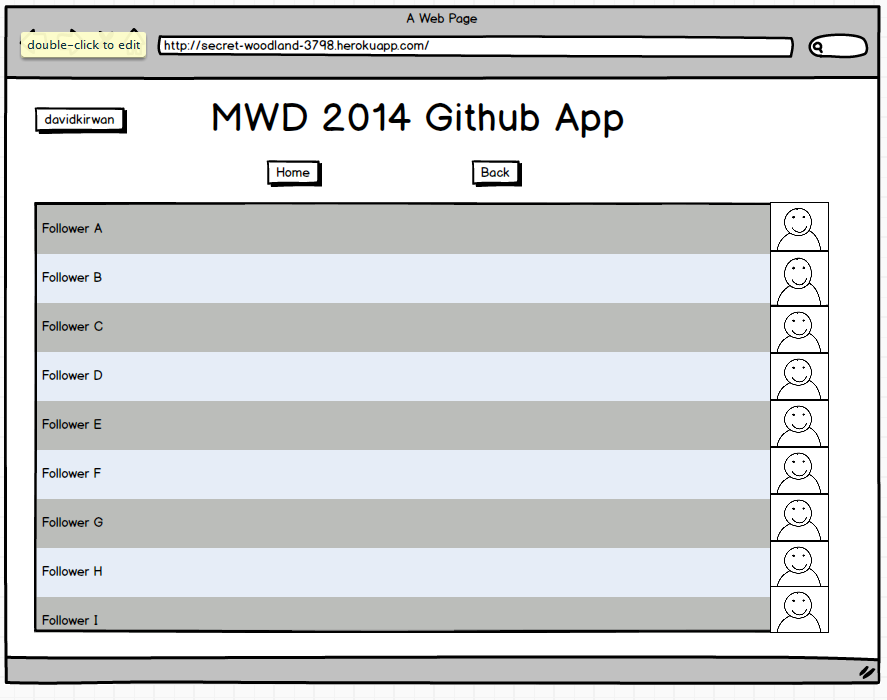 A Web Page
double-click to edit
http://secret-woodland-3798.herokuapp.com/
davidkirwan
MWD 2014 Github App
Home
Back
Follower A
Follower B
Follower C
Follower D
Follower E
Follower F
Follower G
Follower H
Follower I